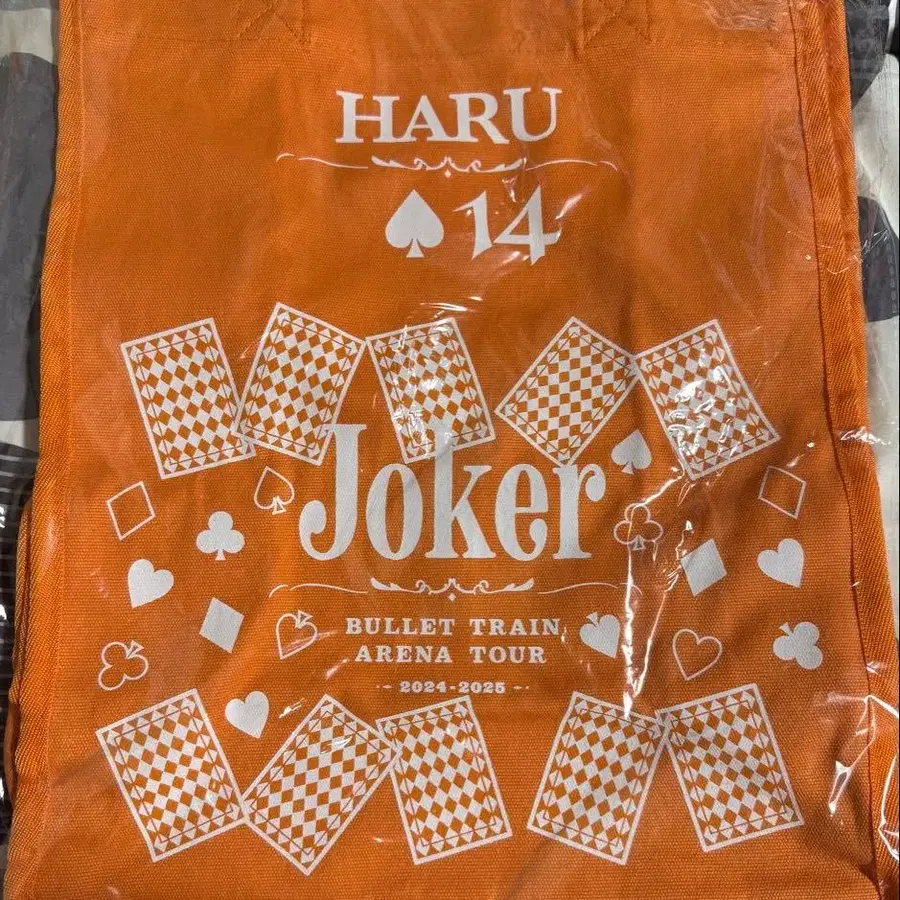 HARU
♠14
Joker
BULLET TRAIN
ARENA TOUR
2024-2025